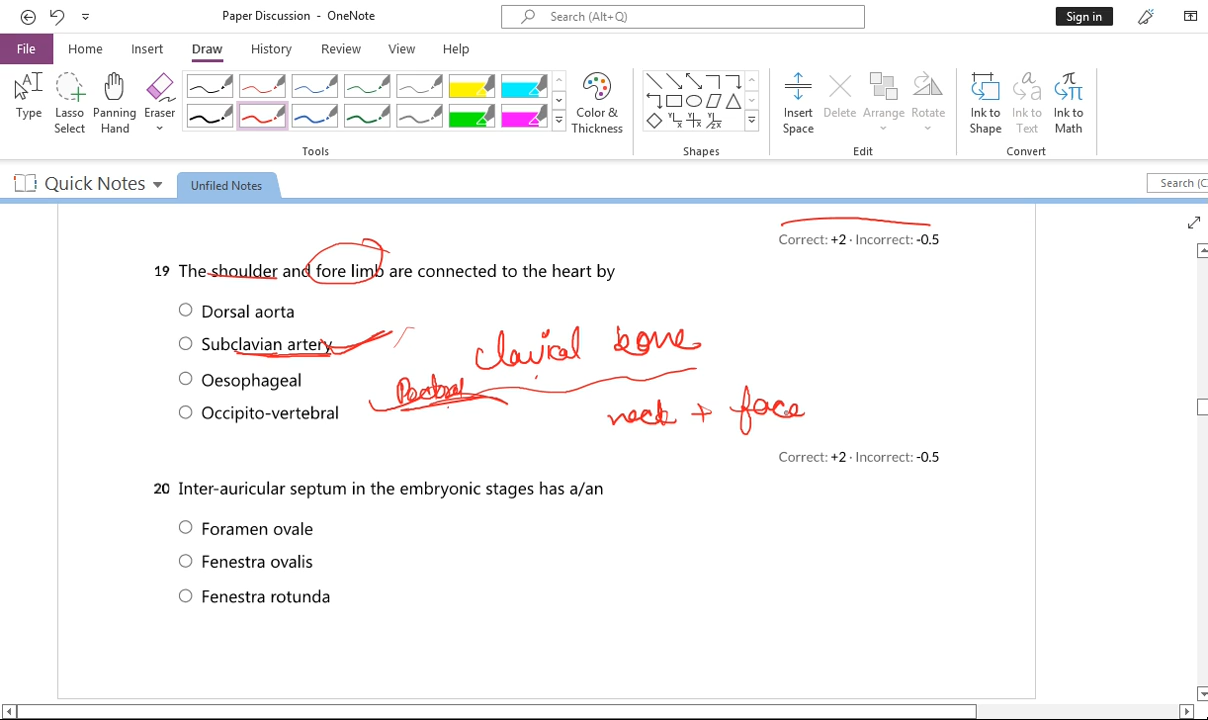 Paper Discussion - OneNote
Search (Alt+Q)
Sign in
File Home Insert Draw History Review View Help
Type
Lasso Select
Panning Hand
Eraser
Color & Thickness
Insert Space
Delete
Arrange
Rotate
Ink to Shape
Ink to Text
Ink to Math
Tools
Shapes
Edit
Convert
Quick Notes
Unfiled Notes
Search (C
Correct: +2 · Incorrect: -0.5
19 The shoulder and fore limb are connected to the heart by
Dorsal aorta
Subclavian artery
clavical bone
Oesophageal
Pectoral
Occipito-vertebral
neck + face
Correct: +2 · Incorrect: -0.5
20 Inter-auricular septum in the embryonic stages has a/an
Foramen ovale
Fenestra ovalis
Fenestra rotunda